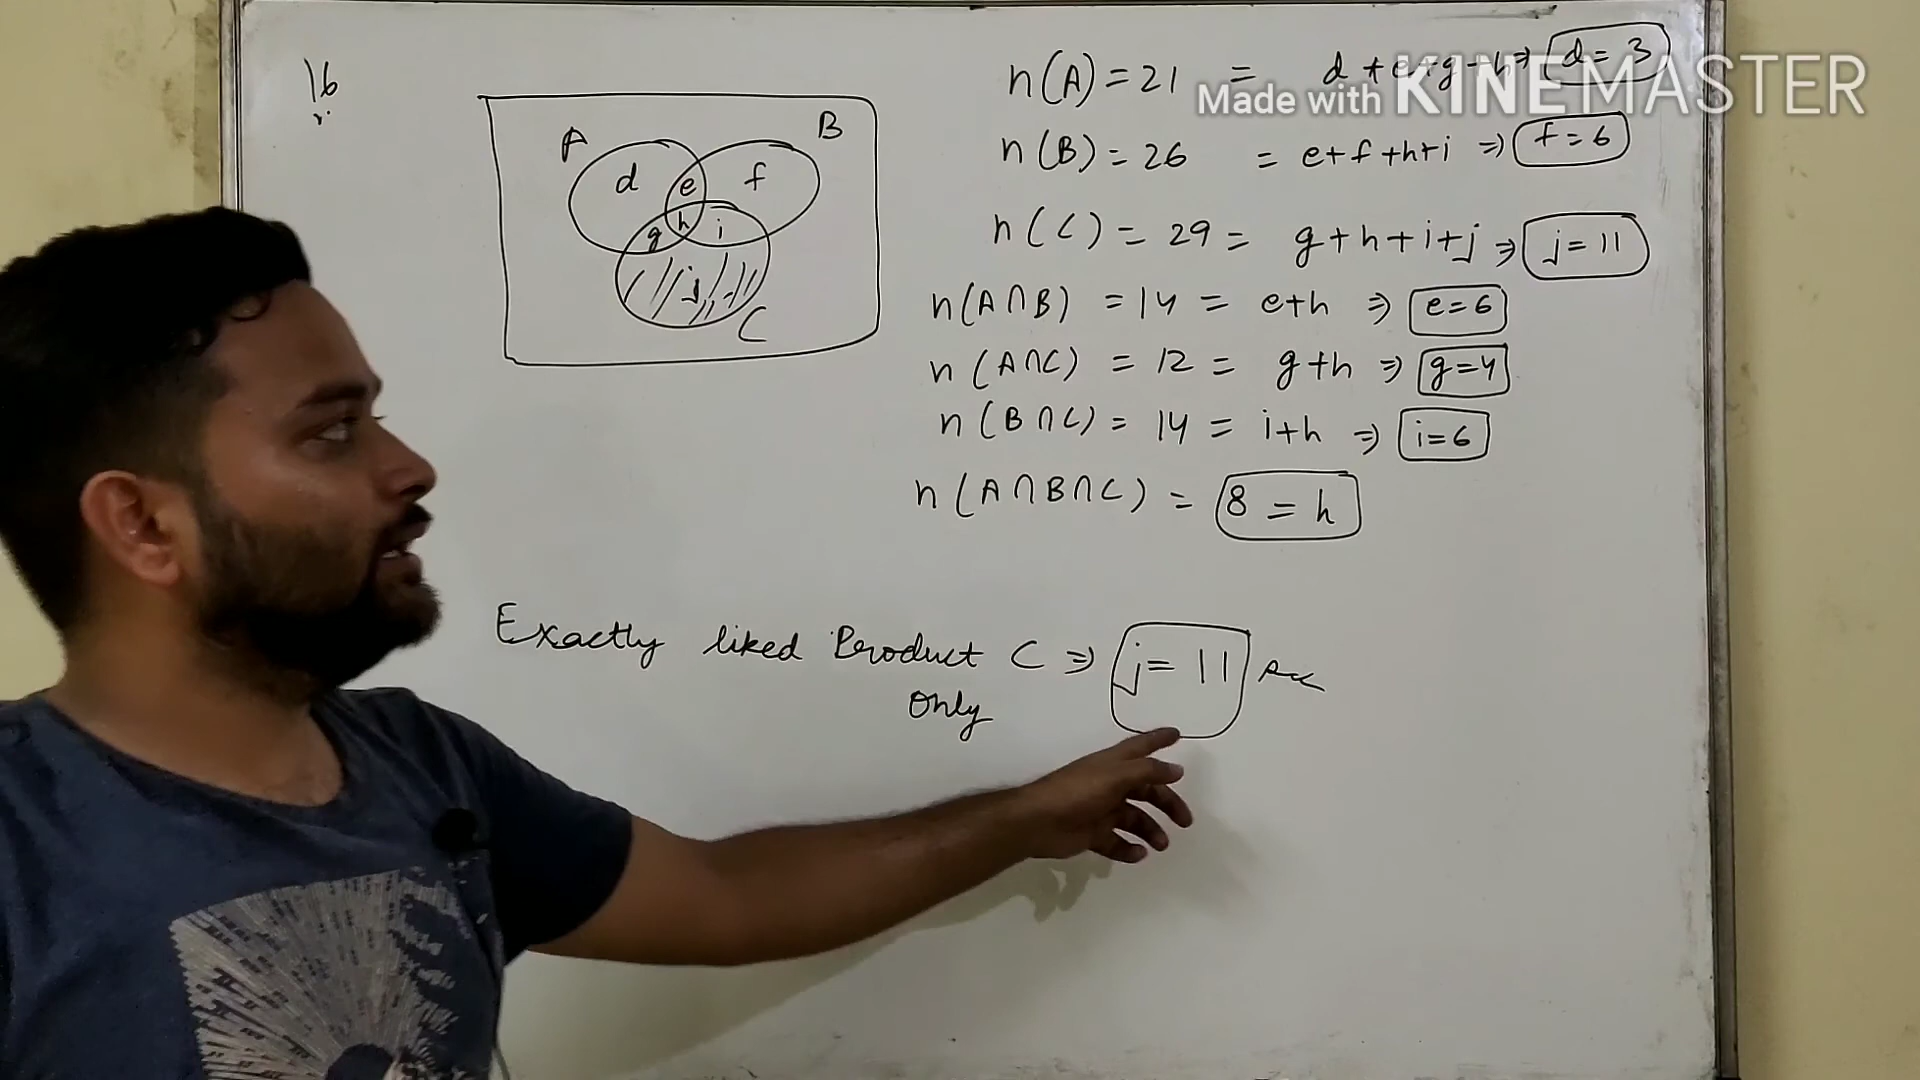 16
A
B
d
e
f
g
h
i
j
C
n(A) = 21 = d+e+g+h ⇒ d = 3
Made with KINEMASTER
n(B) = 26 = e+f+h+i ⇒ f = 6
n(C) = 29 = g+h+i+j ⇒ j = 11
n(A∩B) = 14 = e+h ⇒ e=6
n(A∩C) = 12 = g+h ⇒ g=4
n(B∩C) = 14 = i+h ⇒ i=6
n(A∩B∩C) = 8 = h
Exactly liked Product C ⇒ j= 11
Only